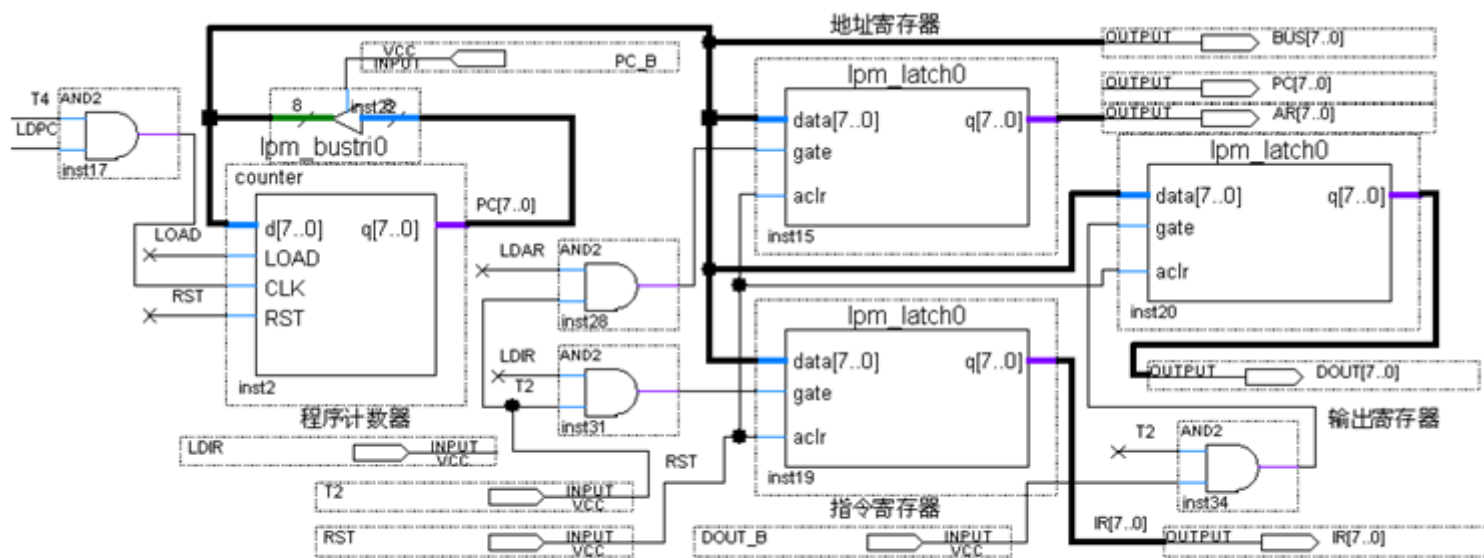 地址寄存器
OUTPUT BUS[7..0]
VCC
INPUT
PC_B
lpm_latch0
OUTPUT PC[7..0]
T4
AND2
8
inst22
8
data[7..0] q[7..0]
OUTPUT AR[7..0]
LDPC
inst17
lpm_bustri0
gate
lpm_latch0
counter
aclr
data[7..0] q[7..0]
PC[7..0]
d[7..0] q[7..0]
inst15
gate
LOAD
LOAD
LDAR
AND2
aclr
RST
CLK
RST
inst28
lpm_latch0
inst20
LDIR
AND2
data[7..0] q[7..0]
OUTPUT DOUT[7..0]
inst2
T2
gate
程序计数器
inst31
输出寄存器
LDIR INPUT
VCC
RST
aclr
T2
AND2
T2 INPUT
VCC
inst19
inst34
指令寄存器
RST INPUT
VCC
DOUT_B INPUT
VCC
IR[7..0]
OUTPUT IR[7..0]